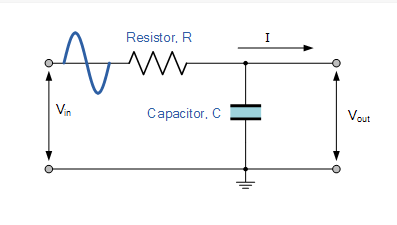 Resistor, R
I
Vin
Capacitor, C
Vout